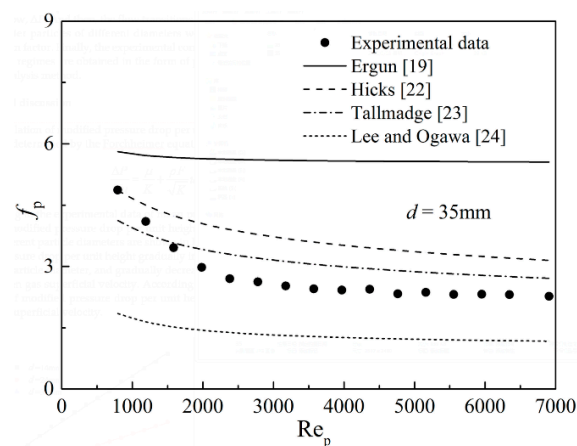 9
6
3
0
f_p
Experimental data
Ergun [19]
Hicks [22]
Tallmadge [23]
Lee and Ogawa [24]
d = 35mm
0 1000 2000 3000 4000 5000 6000 7000
Re_p